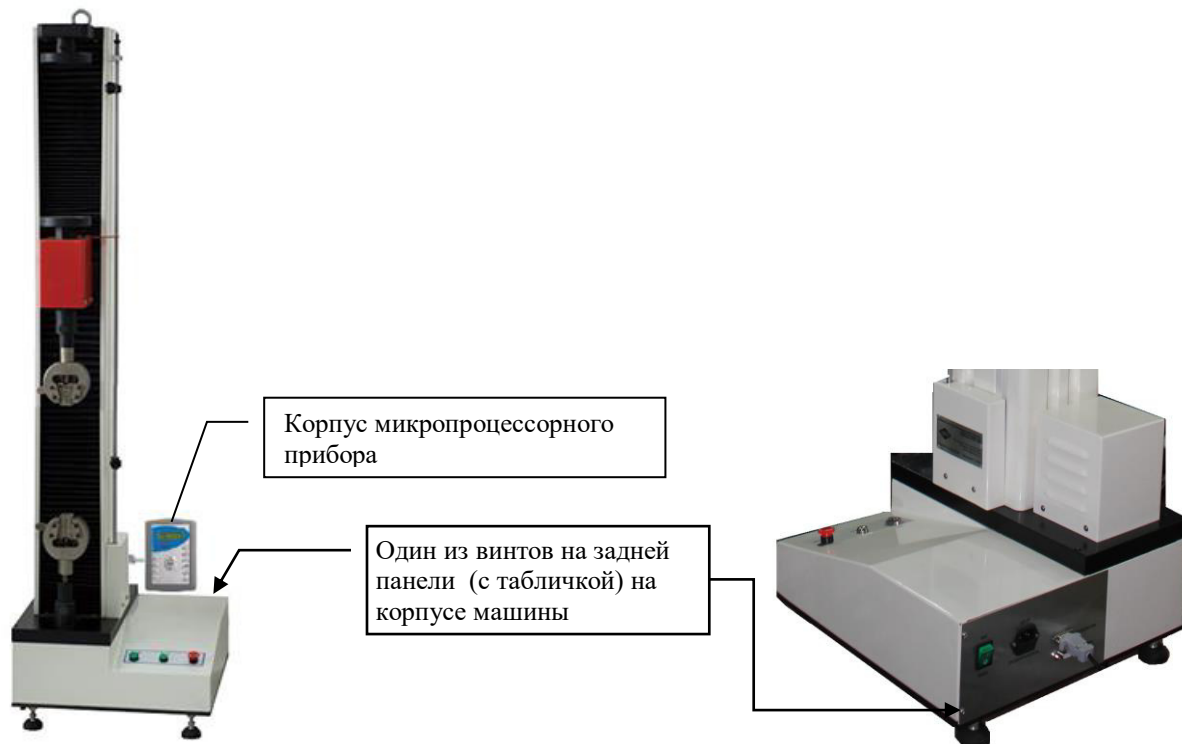 Корпус микропроцессорного
прибора
Один из винтов на задней
панели (с табличкой) на
корпусе машины